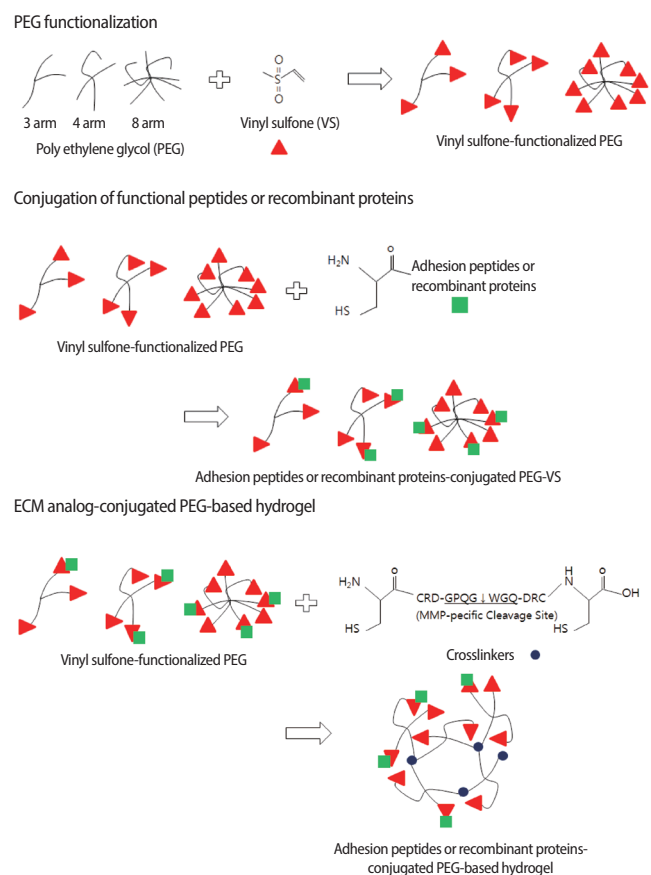 PEG functionalization
O
S
O
3 arm 4 arm 8 arm
Vinyl sulfone (VS)
Poly ethylene glycol (PEG)
Vinyl sulfone-functionalized PEG
Conjugation of functional peptides or recombinant proteins
H₂N
O
HS
Adhesion peptides or
recombinant proteins
Vinyl sulfone-functionalized PEG
Adhesion peptides or recombinant proteins-conjugated PEG-VS
ECM analog-conjugated PEG-based hydrogel
H₂N
O
HS
CRD-GPQG↓WGQ-DRC
(MMP-pecific Cleavage Site)
H
N
O
OH
HS
Vinyl sulfone-functionalized PEG
Crosslinkers
Adhesion peptides or recombinant proteins-
conjugated PEG-based hydrogel